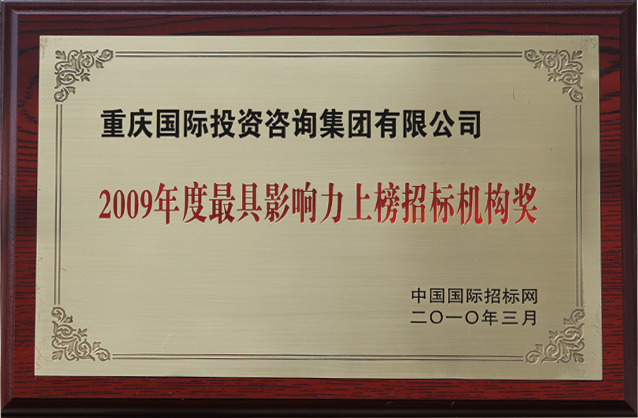 重庆国际投资咨询集团有限公司
2009年度最具影响力上榜招标机构奖
中国国际招标网
二〇一〇年三月